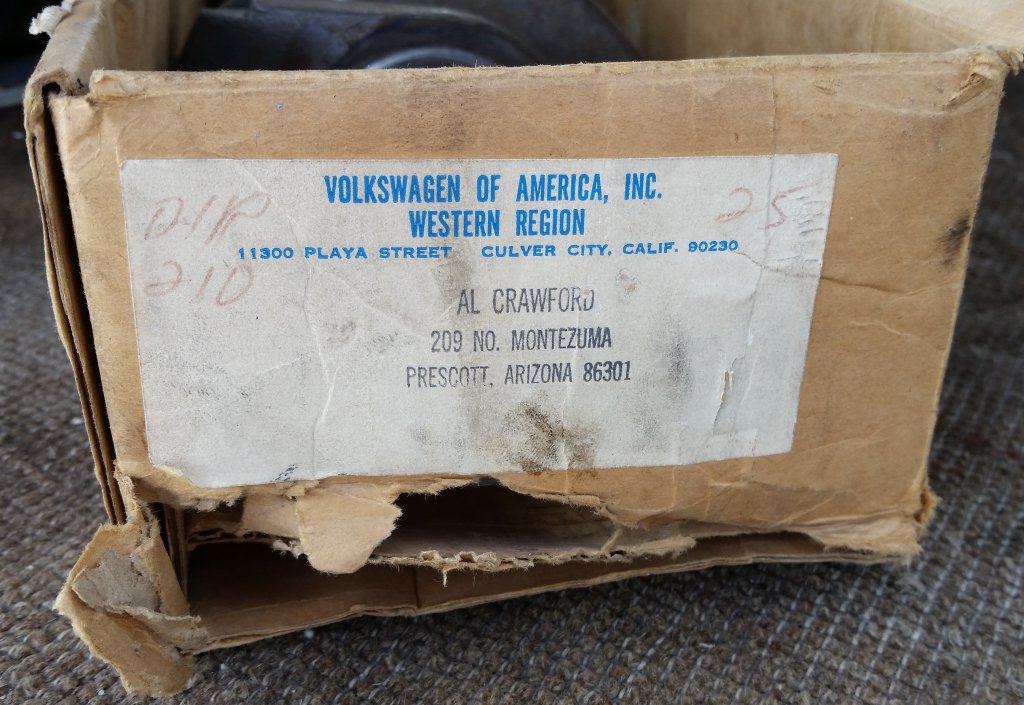 VOLKSWAGEN OF AMERICA, INC.
WESTERN REGION
11300 PLAYA STREET CULVER CITY, CALIF. 90230
25
210
AL CRAWFORD
209 NO. MONTEZUMA
PRESCOTT, ARIZONA 86301